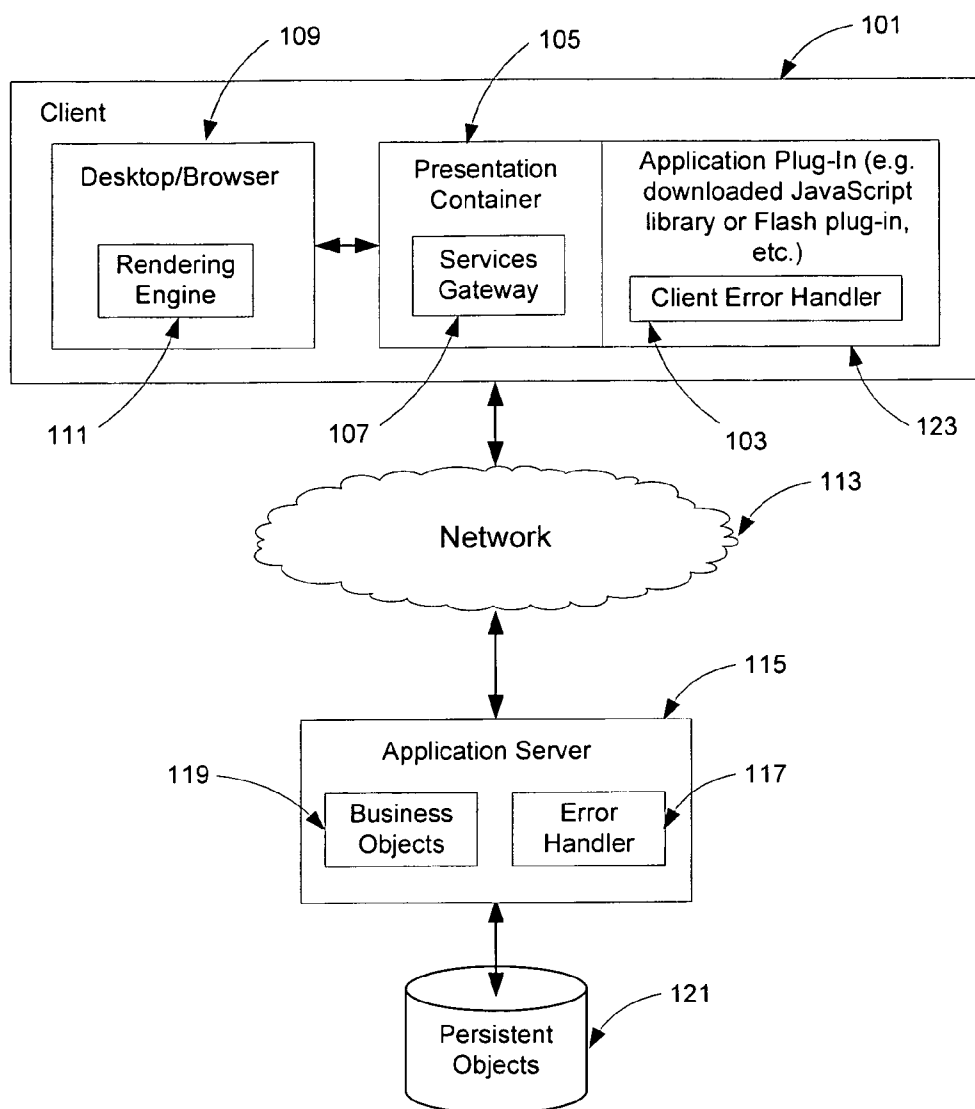 109
105
101
Client
Desktop/Browser
Rendering
Engine
Presentation
Container
Services
Gateway
Application Plug-In (e.g.
downloaded JavaScript
library or Flash plug-in,
etc.)
Client Error Handler
111
107
103
123
113
Network
115
Application Server
119
117
Business
Objects
Error
Handler
121
Persistent
Objects